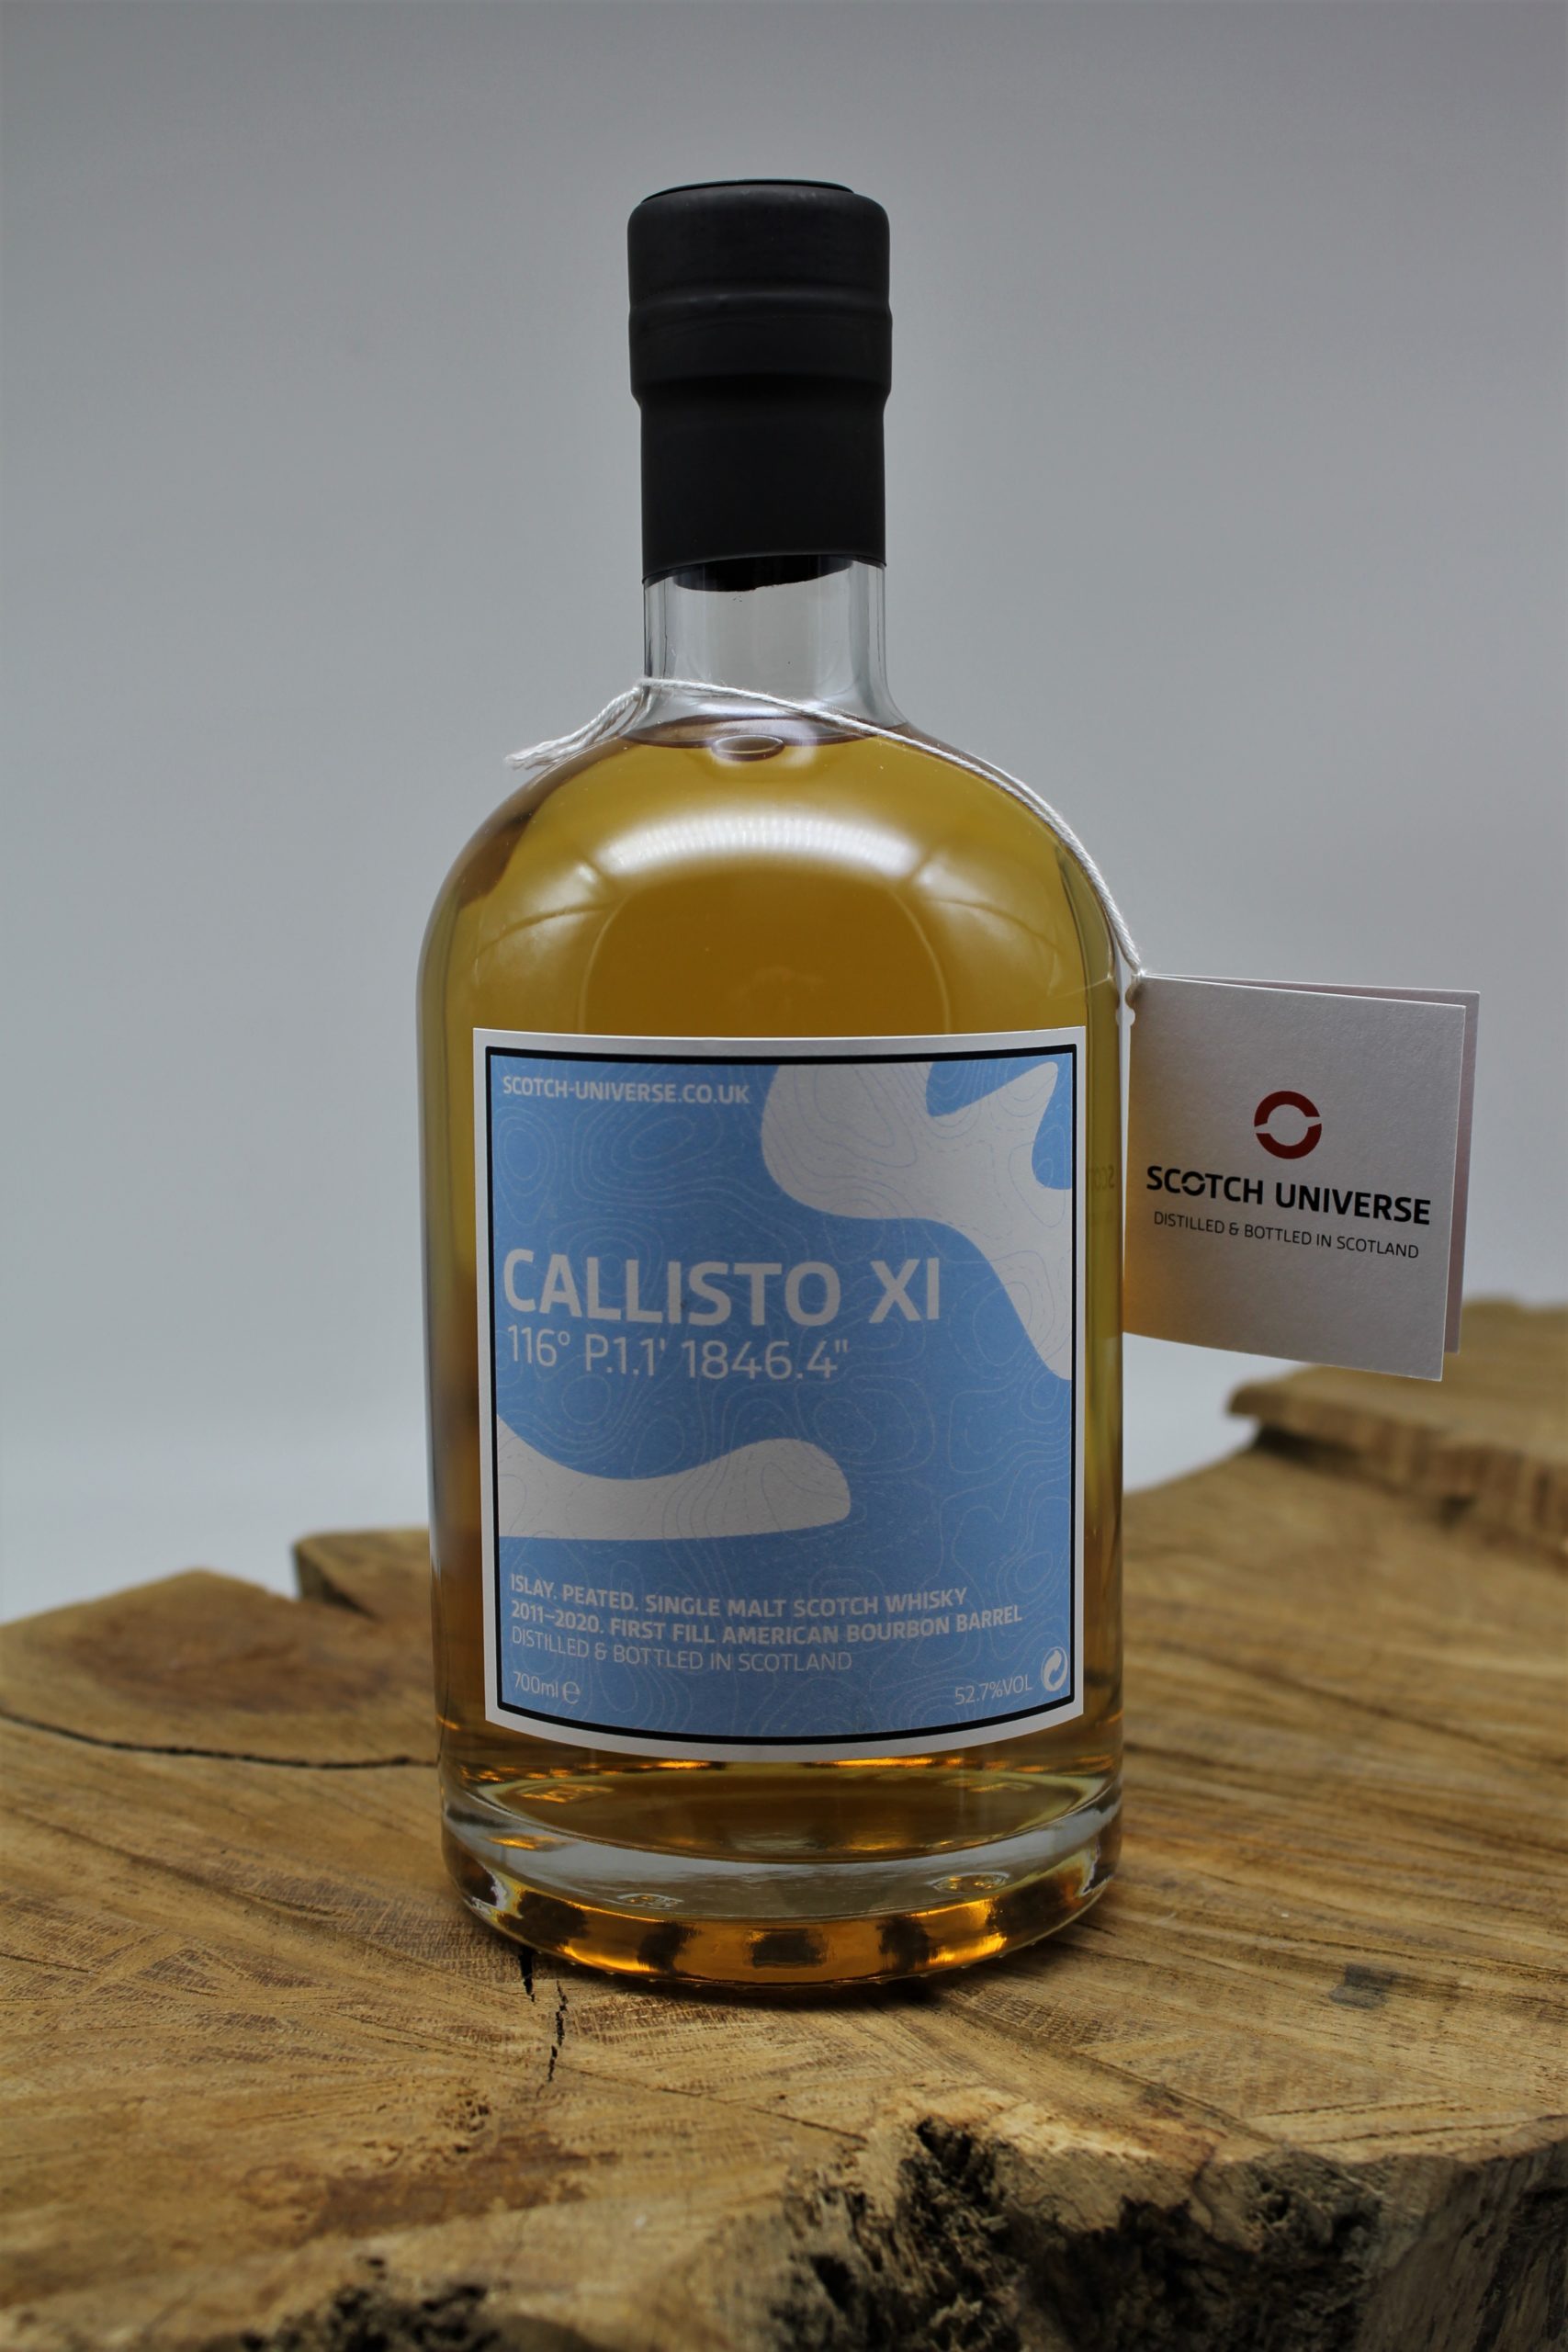 SCOTCH-UNIVERSE.CO.UK
CALLISTO XI
116° P.1.1' 1846.4"
ISLAY. PEATED. SINGLE MALT SCOTCH WHISKY
2011–2020. FIRST FILL AMERICAN BOURBON BARREL
DISTILLED & BOTTLED IN SCOTLAND
700ml ℮
52.7%VOL
SCOTCH UNIVERSE
DISTILLED & BOTTLED IN SCOTLAND